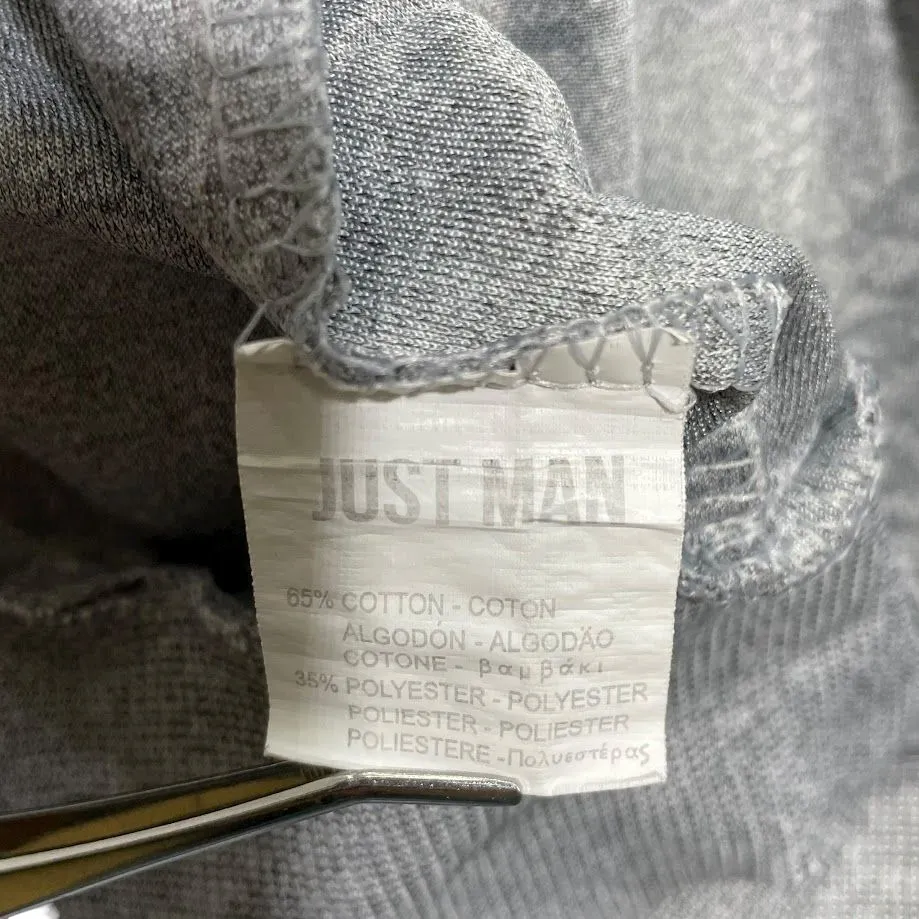 JUST MAN
65% COTTON - COTON
ALGODÓN - ALGODÃO
COTONE - βαμβάκι
35% POLYESTER - POLYESTER
POLIESTER - POLIESTER
POLIESTERE -Πολυεστέρας